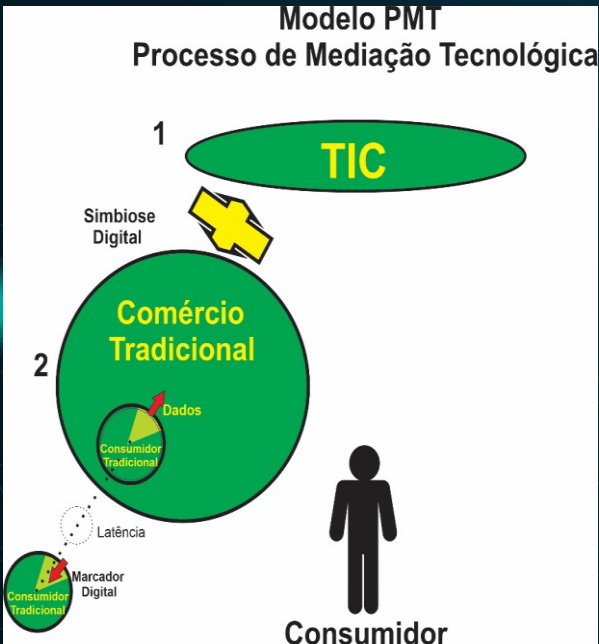 Modelo PMT
Processo de Mediação Tecnológica
1
TIC
Simbiose
Digital
Comércio
Tradicional
2
Dados
Consumidor
Tradicional
Latência
Marcador
Digital
Consumidor
Tradicional
Consumidor